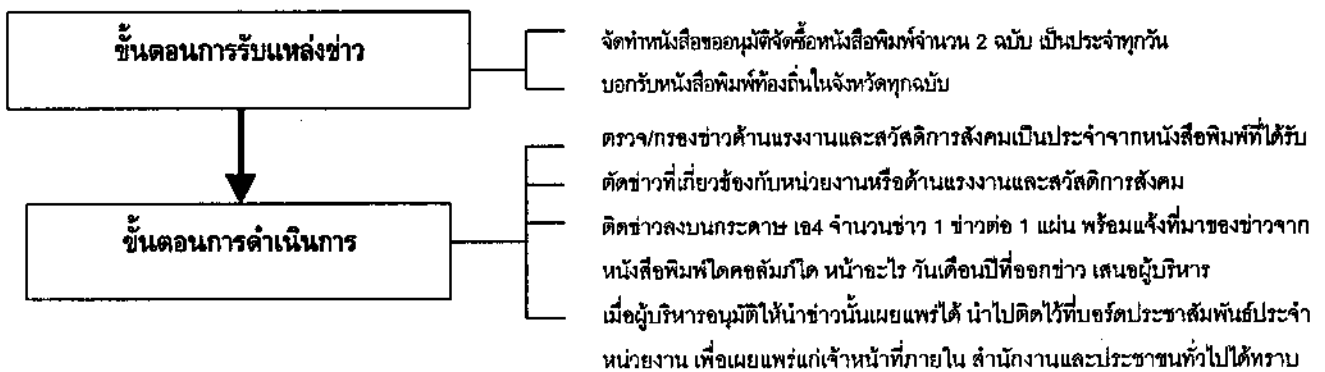 ขั้นตอนการรับแหล่งข่าว
จัดทำหนังสือขออนุมัติจัดซื้อหนังสือพิมพ์จำนวน 2 ฉบับ เป็นประจำทุกวัน
บอกรับหนังสือพิมพ์ท้องถิ่นในจังหวัดทุกฉบับ
ขั้นตอนการดำเนินการ
ตรวจ/กรองข่าวด้านแรงงานและสวัสดิการสังคมเป็นประจำจากหนังสือพิมพ์ที่ได้รับ
ตัดข่าวที่เกี่ยวข้องกับหน่วยงานหรือด้านแรงงานและสวัสดิการสังคม
ติดข่าวลงบนกระดาษ เอ4 จำนวนข่าว 1 ข่าวต่อ 1 แผ่น พร้อมแจ้งที่มาของข่าวจาก
หนังสือพิมพ์ใดคอลัมภ์ใด หน้าอะไร วันเดือนปีที่ออกข่าว เสนอผู้บริหาร
เมื่อผู้บริหารอนุมัติให้นำข่าวนั้นเผยแพร่ได้ นำไปติดไว้ที่บอร์ดประชาสัมพันธ์ประจำ
หน่วยงาน เพื่อเผยแพร่แก่เจ้าหน้าที่ภายใน สำนักงานและประชาชนทั่วไปได้ทราบ